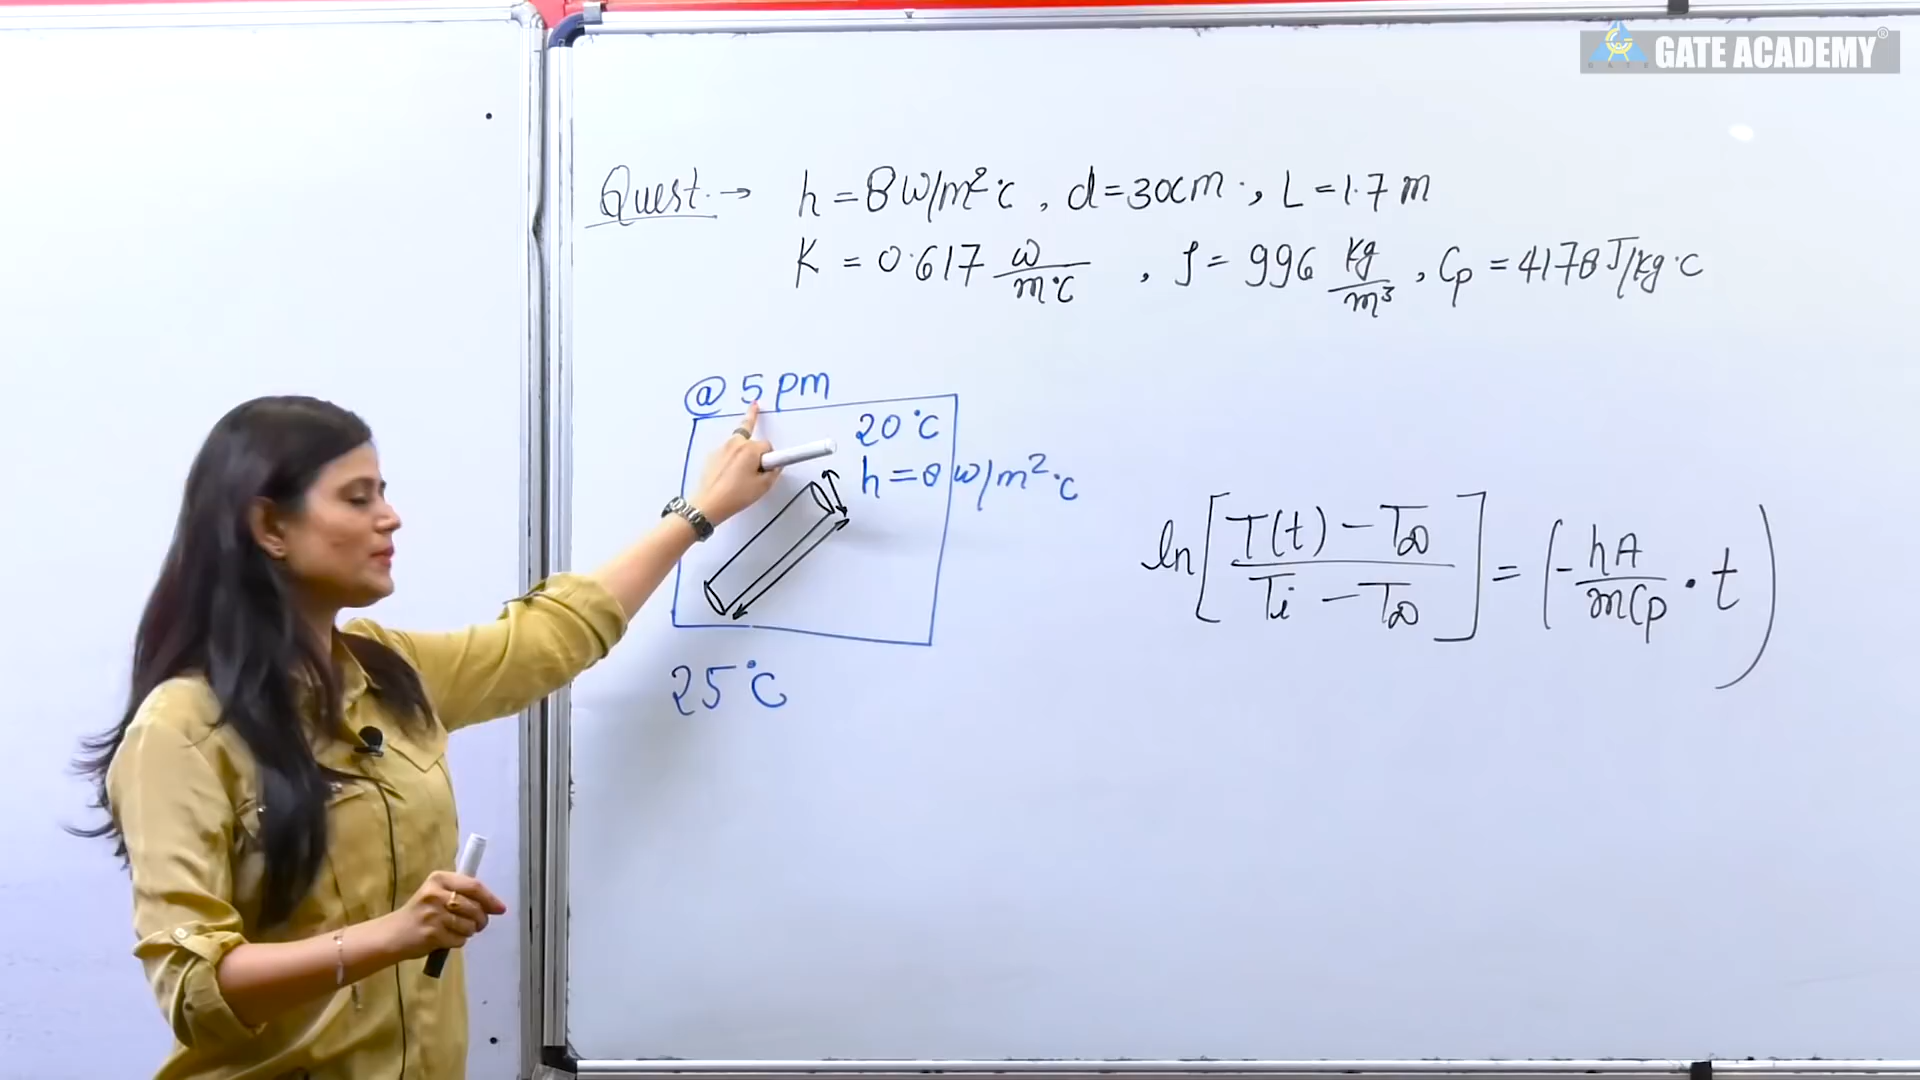 GATE ACADEMY®
Quest. → h = 8 W/m²°C , d = 30cm , L = 1.7 m
K = 0.617 W/m°C , ρ = 996 kg/m³ , Cp = 4178 J/kg°C
@ 5 pm
20°C
h = 8 W/m²°C
25°C
ln[T(t) - T∞ / Ti - T∞] = (- hA/mCp · t)